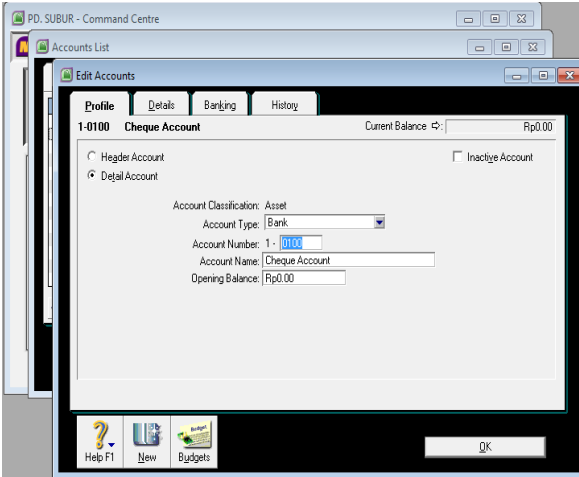 PD. SUBUR - Command Centre
Accounts List
Edit Accounts
Profile Details Banking History
1-0100 Cheque Account Current Balance ⇨: Rp0.00
Header Account Inactive Account
Detail Account
Account Classification: Asset
Account Type: Bank
Account Number: 1 - 0100
Account Name: Cheque Account
Opening Balance: Rp0.00
Budget
Help F1 New Budgets OK